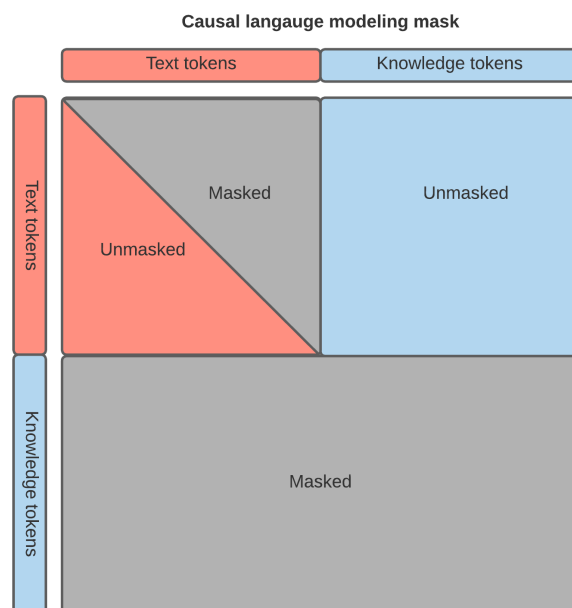 Causal langauge modeling mask
Text tokens
Knowledge tokens
Text tokens
Masked
Unmasked
Unmasked
Knowledge tokens
Masked